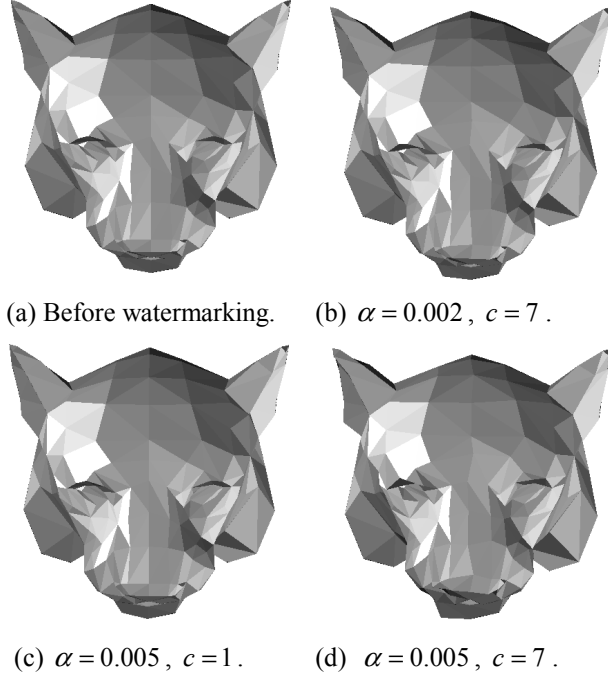 (a) Before watermarking.
(b) α = 0.002 , c = 7 .
(c) α = 0.005 , c = 1 .
(d) α = 0.005 , c = 7 .